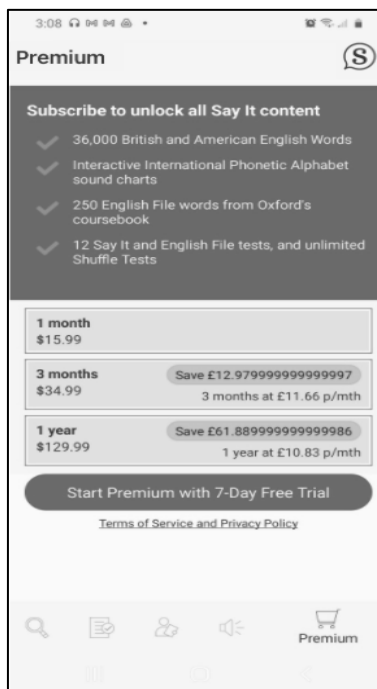 3:08
Premium
S
Subscribe to unlock all Say It content
36,000 British and American English Words
Interactive International Phonetic Alphabet
sound charts
250 English File words from Oxford's
coursebook
12 Say It and English File tests, and unlimited
Shuffle Tests
1 month
$15.99
3 months
Save £12.979999999999997
$34.99
3 months at £11.66 p/mth
1 year
Save £61.889999999999986
$129.99
1 year at £10.83 p/mth
Start Premium with 7-Day Free Trial
Terms of Service and Privacy Policy
Premium